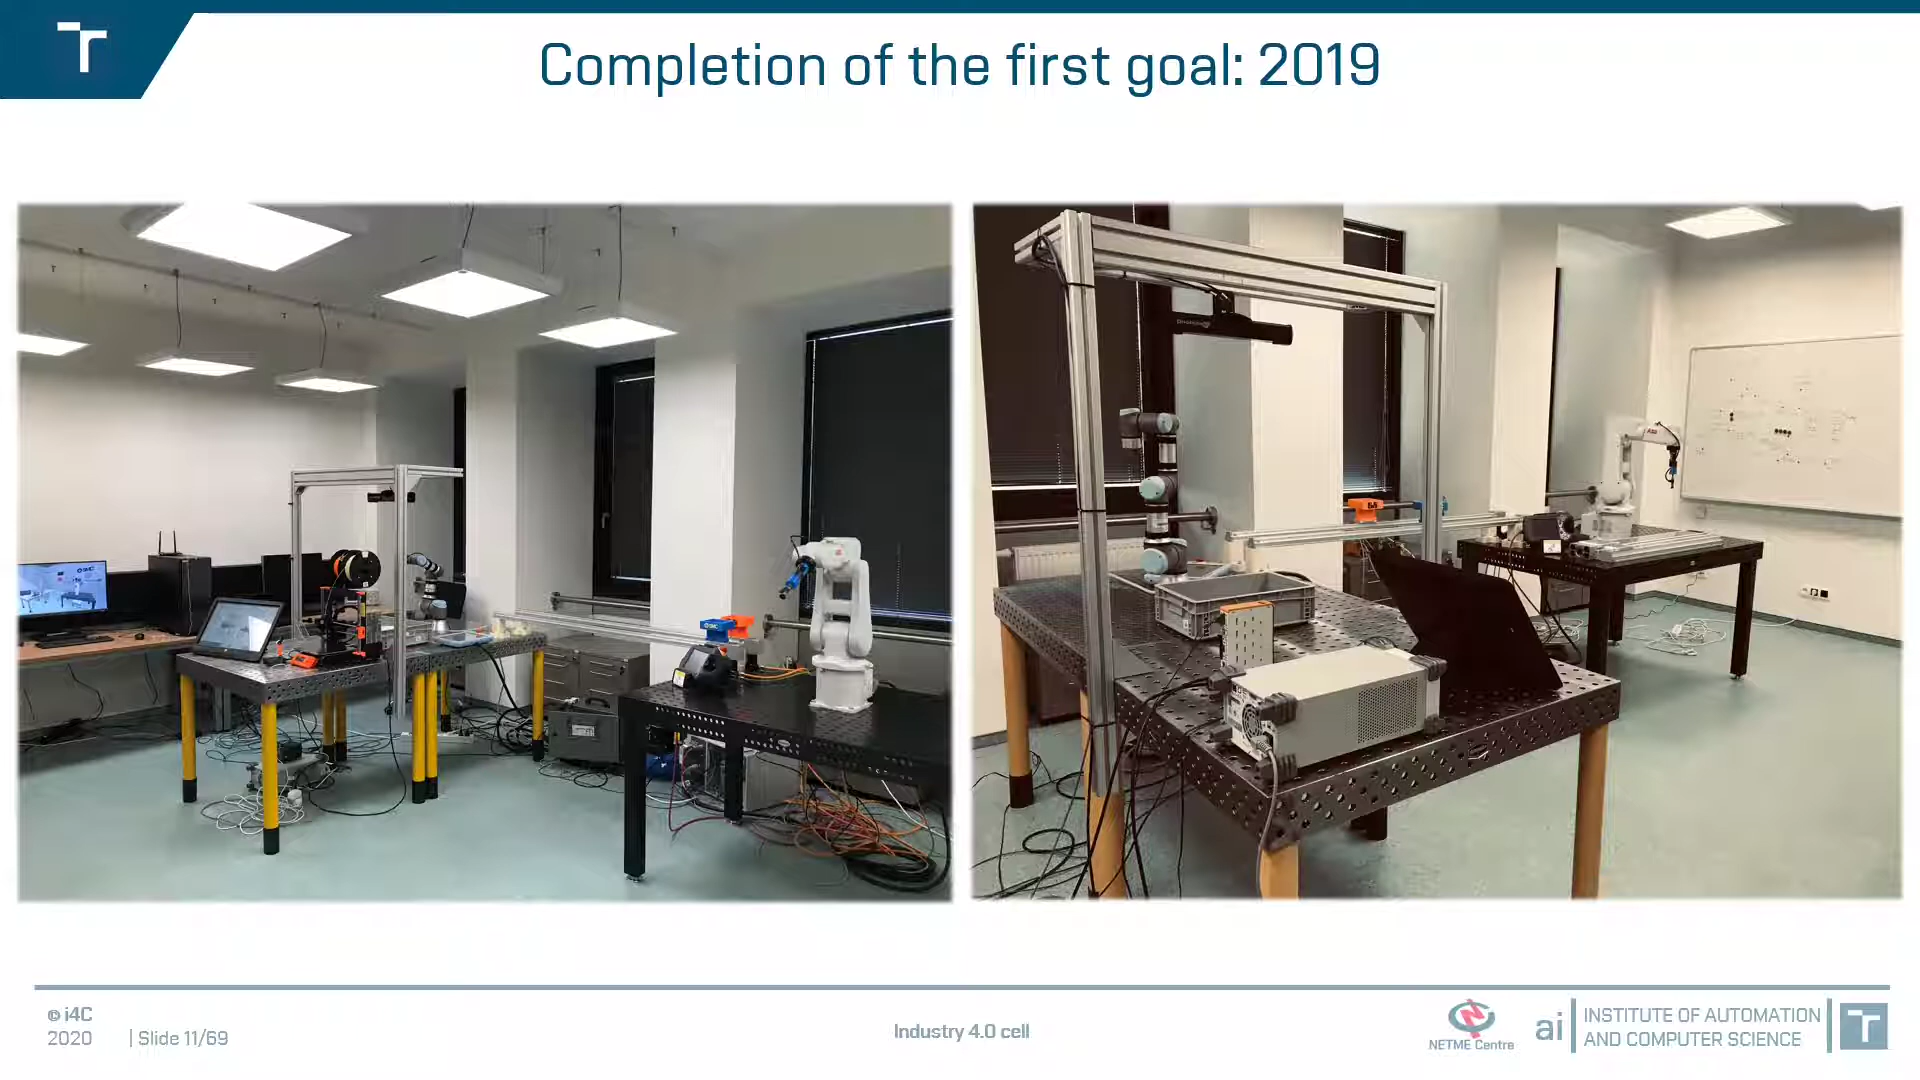 Completion of the first goal: 2019
© i4C
2020 | Slide 11/69
Industry 4.0 cell
NETME Centre
ai
INSTITUTE OF AUTOMATION
AND COMPUTER SCIENCE